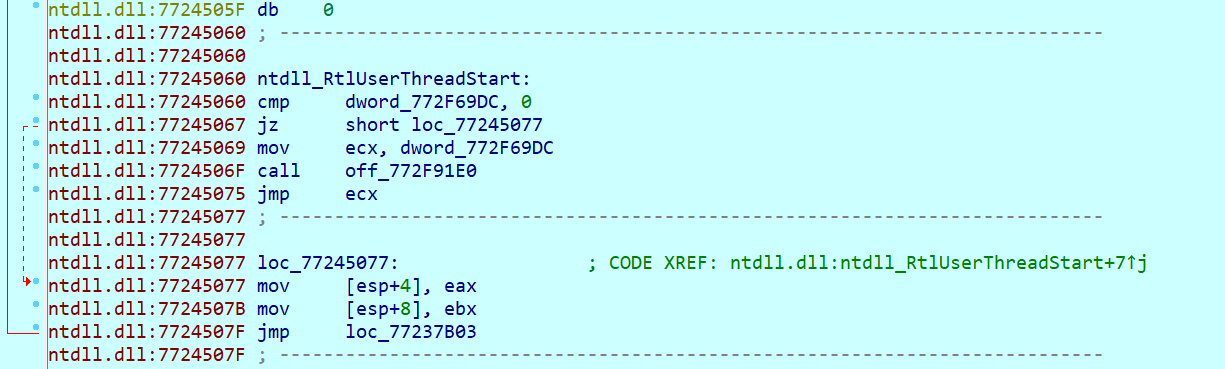 ntdll.dll:7724505F db    0
ntdll.dll:77245060 ; ---------------------------------------------------------------------------
ntdll.dll:77245060
ntdll.dll:77245060 ntdll_RtlUserThreadStart:
ntdll.dll:77245060 cmp     dword_772F69DC, 0
ntdll.dll:77245067 jz      short loc_77245077
ntdll.dll:77245069 mov     ecx, dword_772F69DC
ntdll.dll:7724506F call    off_772F91E0
ntdll.dll:77245075 jmp     ecx
ntdll.dll:77245077 ; ---------------------------------------------------------------------------
ntdll.dll:77245077
ntdll.dll:77245077 loc_77245077:                 ; CODE XREF: ntdll.dll:ntdll_RtlUserThreadStart+7↑j
ntdll.dll:77245077 mov     [esp+4], eax
ntdll.dll:7724507B mov     [esp+8], ebx
ntdll.dll:7724507F jmp     loc_77237B03
ntdll.dll:7724507F ; ---------------------------------------------------------------------------